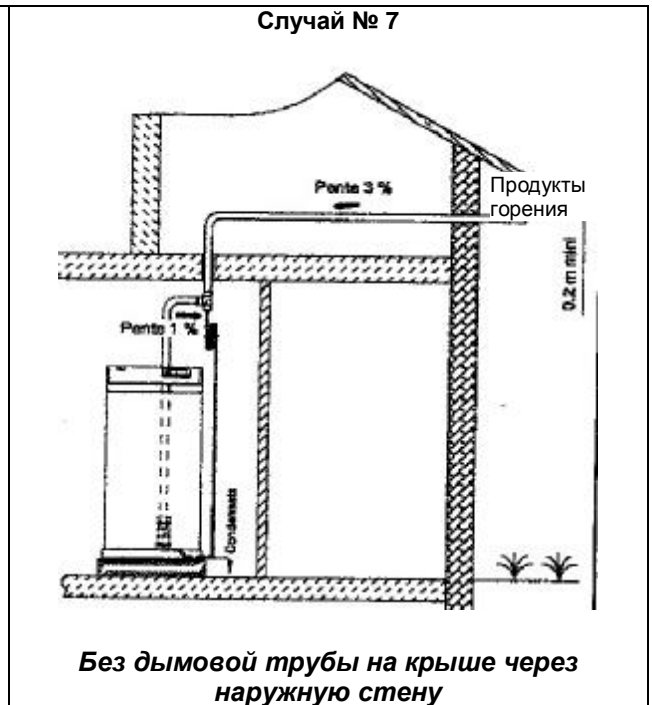 Случай № 7
Pente 3 %
Продукты
горения
0.2 m mini
Pente 1 %
Condensats
Без дымовой трубы на крыше через
наружную стену